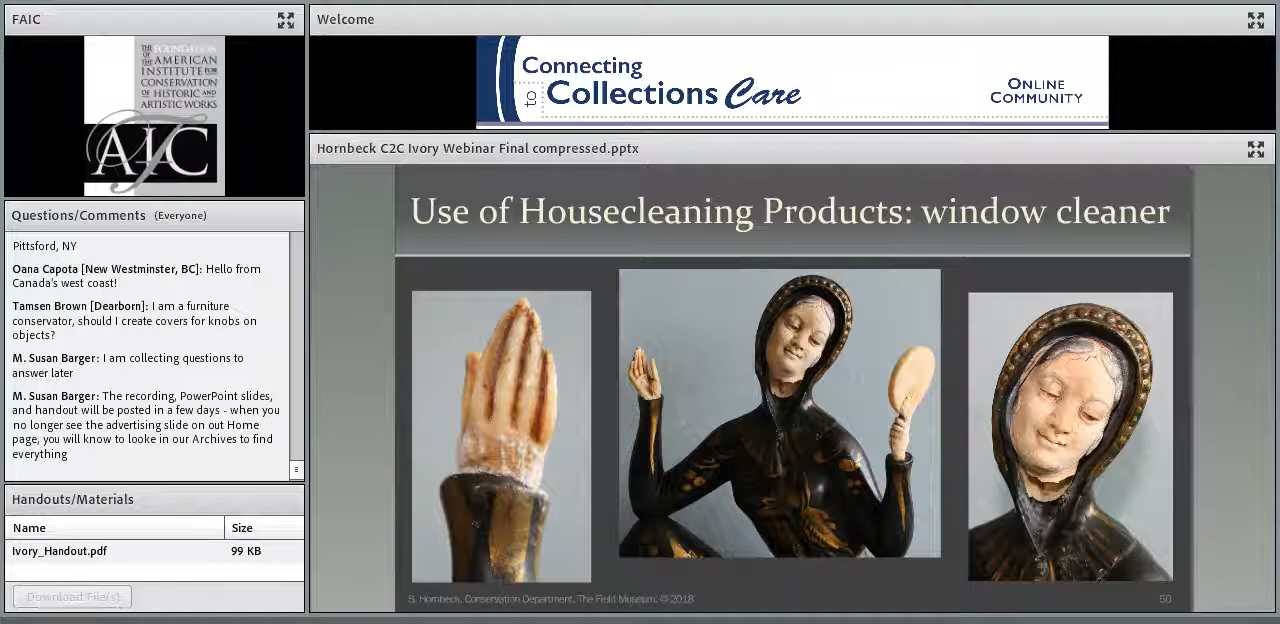 FAIC
THE FOUNDATION
OF THE AMERICAN
INSTITUTE FOR
CONSERVATION
OF HISTORIC AND
ARTISTIC WORKS
AIC
Questions/Comments (Everyone)
Pittsford, NY
Oana Capota [New Westminster, BC]: Hello from
Canada's west coast!
Tamsen Brown [Dearborn]: I am a furniture
conservator, should I create covers for knobs on
objects?
M. Susan Barger: I am collecting questions to
answer later
M. Susan Barger: The recording, PowerPoint slides,
and handout will be posted in a few days - when you
no longer see the advertising slide on out Home
page, you will know to looke in our Archives to find
everything
Handouts/Materials
Name Size
Ivory_Handout.pdf 99 KB
Download File(s)
Welcome
Connecting
to Collections Care
ONLINE
COMMUNITY
Hornbeck C2C Ivory Webinar Final compressed.pptx
Use of Housecleaning Products: window cleaner
S. Hornbeck, Conservation Department, The Field Museum. © 2018
50